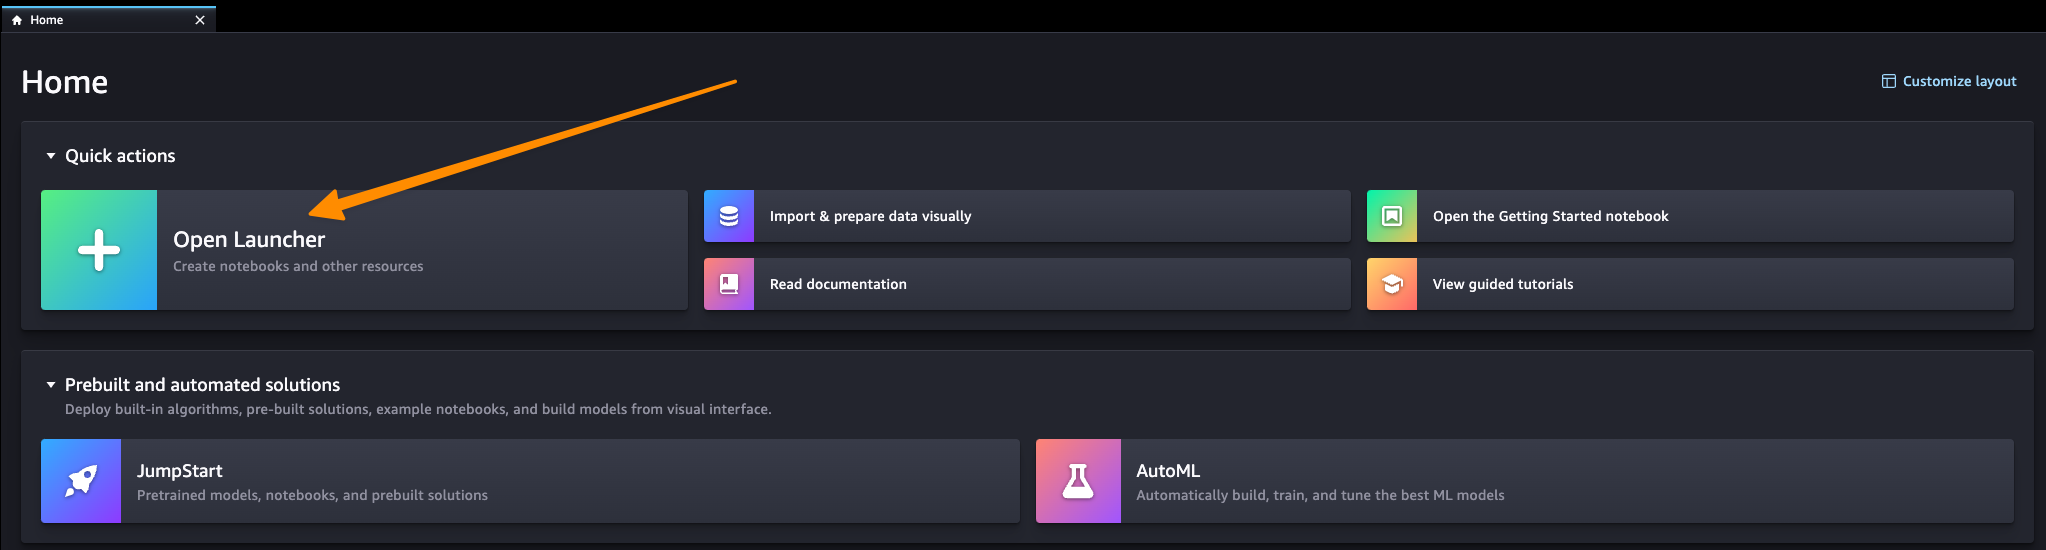 Home
Home
Customize layout
Quick actions
Open Launcher
Create notebooks and other resources
Import & prepare data visually
Open the Getting Started notebook
Read documentation
View guided tutorials
Prebuilt and automated solutions
Deploy built-in algorithms, pre-built solutions, example notebooks, and build models from visual interface.
JumpStart
Pretrained models, notebooks, and prebuilt solutions
AutoML
Automatically build, train, and tune the best ML models